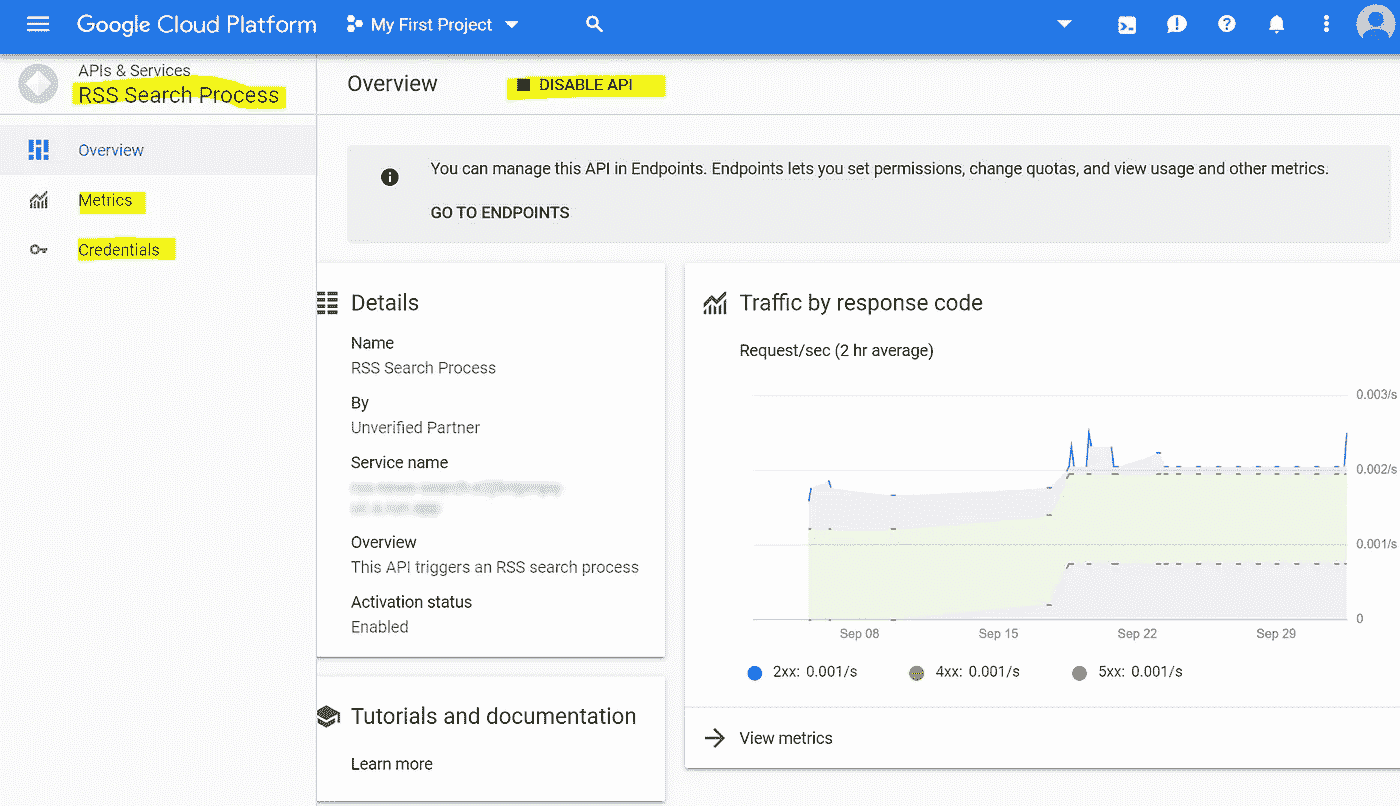 Google Cloud Platform
My First Project
APIs & Services
RSS Search Process
Overview
Metrics
Credentials
Overview
DISABLE API
You can manage this API in Endpoints. Endpoints lets you set permissions, change quotas, and view usage and other metrics.
GO TO ENDPOINTS
Details
Name
RSS Search Process
By
Unverified Partner
Service name
Overview
This API triggers an RSS search process
Activation status
Enabled
Tutorials and documentation
Learn more
Traffic by response code
Request/sec (2 hr average)
0.003/s
0.002/s
0.001/s
0
Sep 08
Sep 15
Sep 22
Sep 29
2xx: 0.001/s
4xx: 0.001/s
5xx: 0.001/s
View metrics